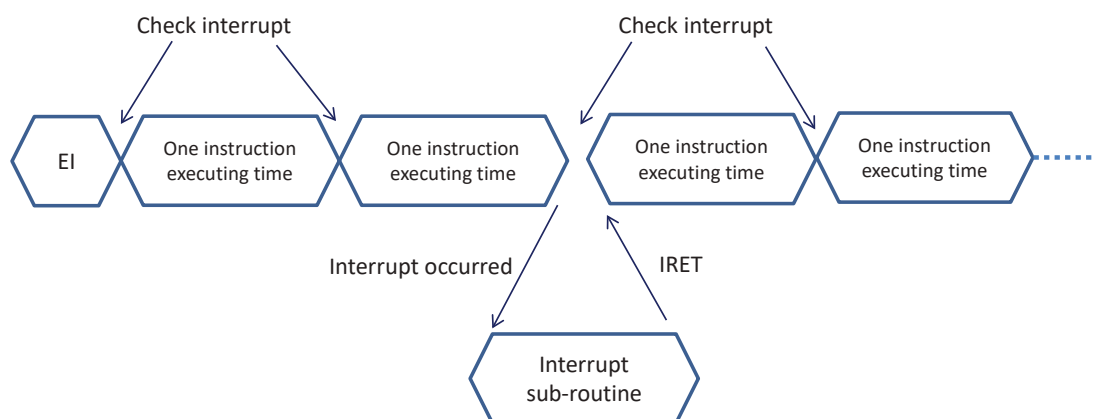 Check interrupt
Check interrupt
EI
One instruction
executing time
One instruction
executing time
One instruction
executing time
One instruction
executing time
Interrupt occurred
IRET
Interrupt
sub-routine